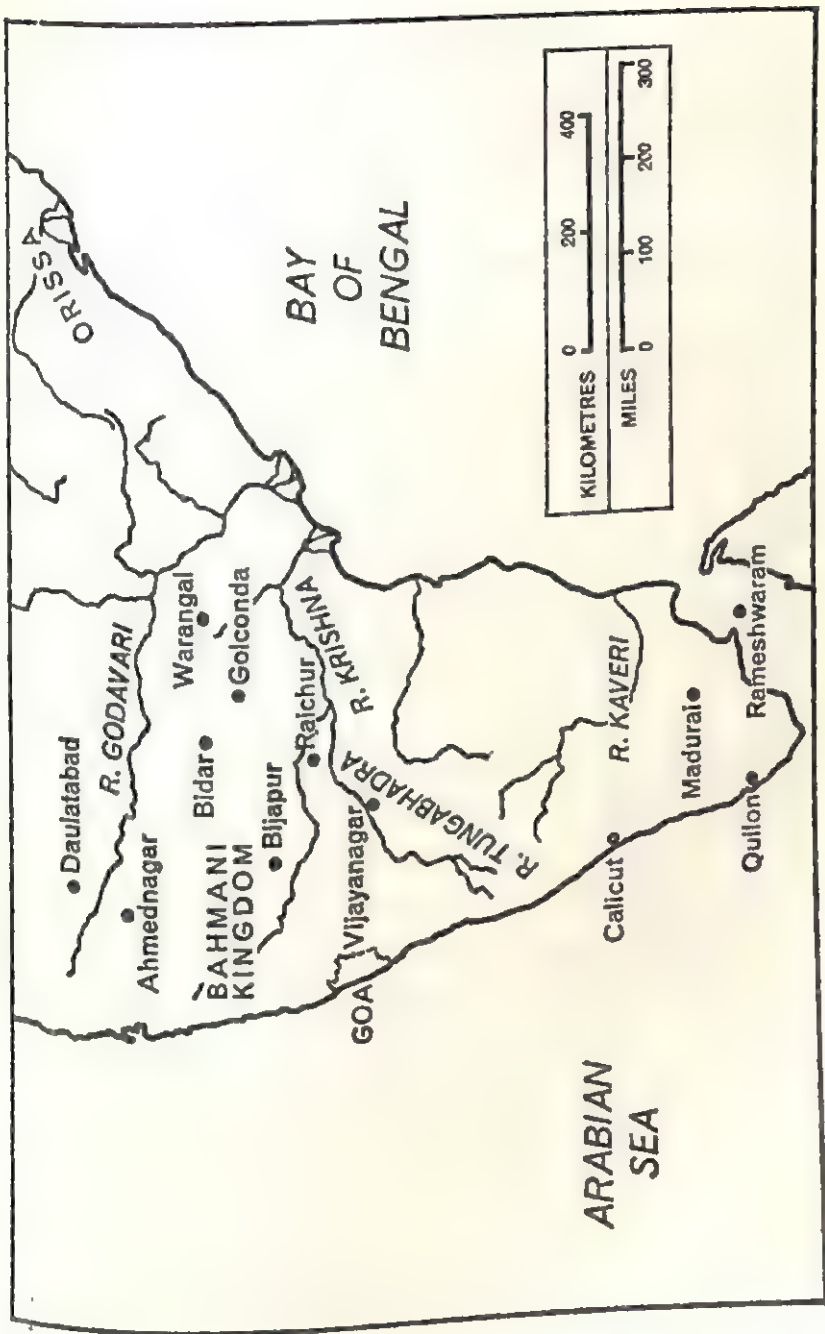 ORISSA
Daulatabad
R. GODAVARI
Ahmednagar
Warangal
Bidar
Golconda
BAHMANI
KINGDOM
Bijapur
Raichur
R. KRISHNA
BAY
OF
BENGAL
GOA
Vijayanagar
R. TUNGABHADRA
ARABIAN
SEA
Calicut
R. KAVERI
Madurai
Quilon
Rameshwaram
KILOMETRES 0 200 400
MILES 0 100 200 300